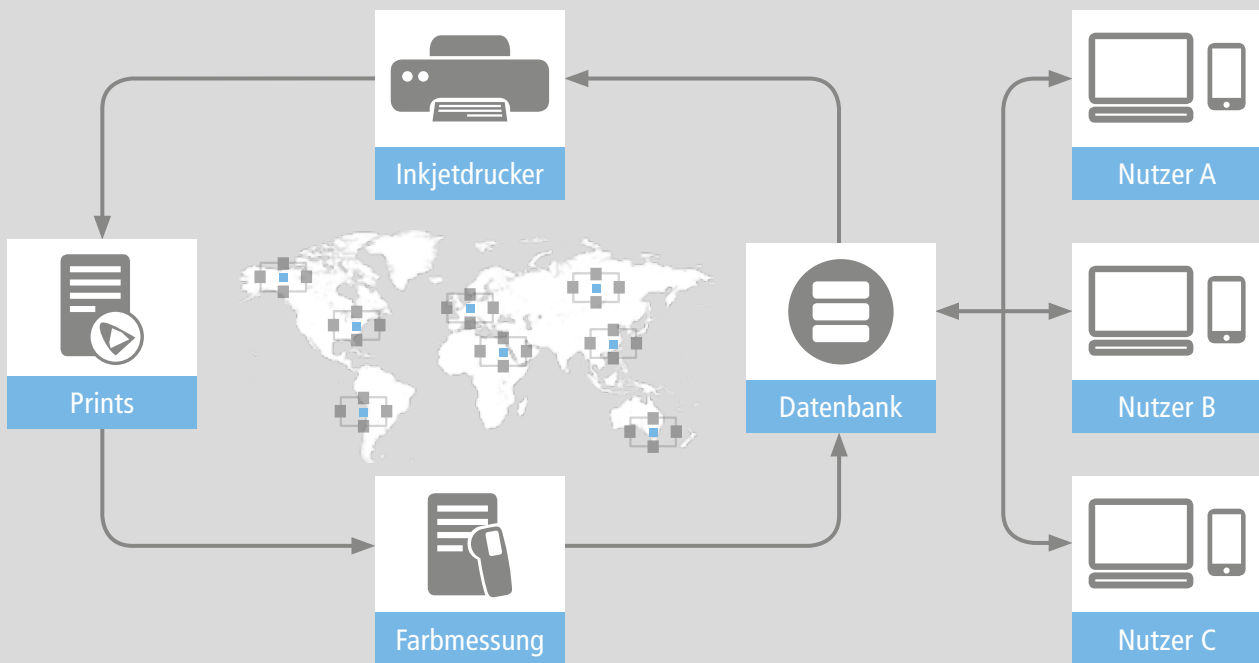 Inkjetdrucker
Nutzer A
Prints
Datenbank
Nutzer B
Farbmessung
Nutzer C